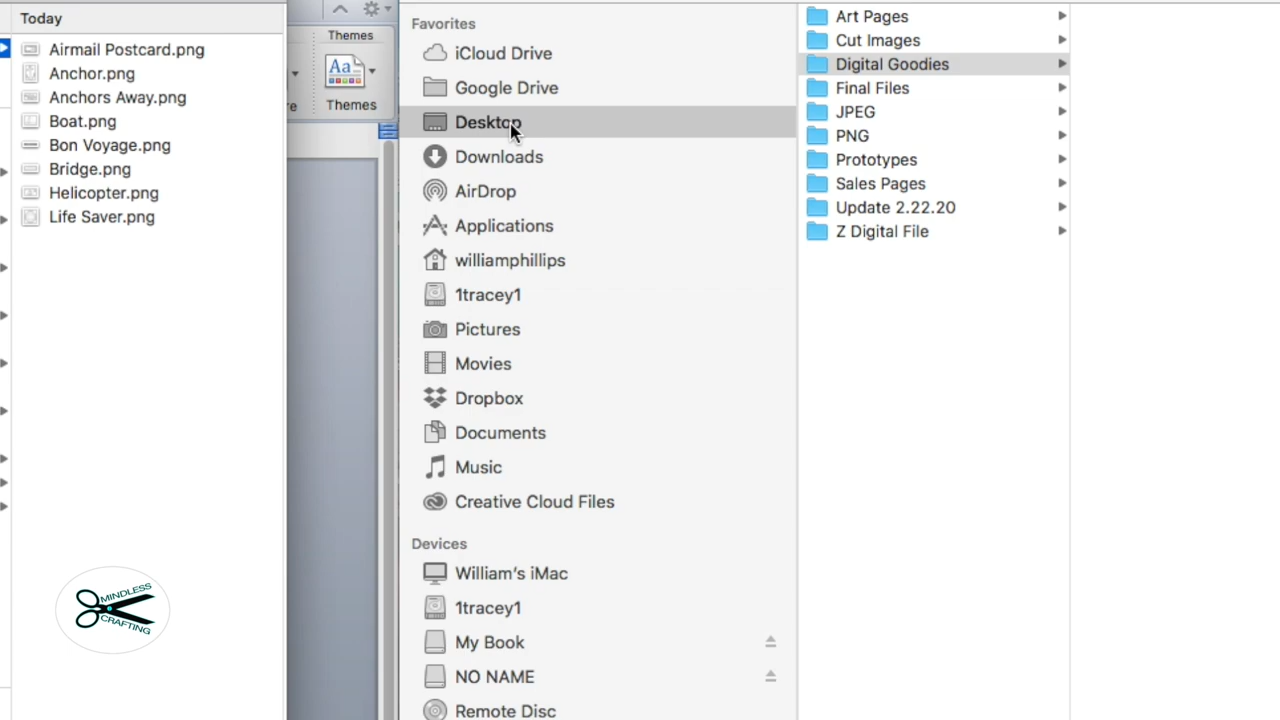 Today
Airmail Postcard.png
Anchor.png
Anchors Away.png
Boat.png
Bon Voyage.png
Bridge.png
Helicopter.png
Life Saver.png
MINDLESS
CRAFTING
Themes
Aa
re
Themes
Favorites
iCloud Drive
Google Drive
Desktop
Downloads
AirDrop
Applications
williamphillips
1tracey1
Pictures
Movies
Dropbox
Documents
Music
Creative Cloud Files
Devices
William's iMac
1tracey1
My Book
NO NAME
Remote Disc
Art Pages
Cut Images
Digital Goodies
Final Files
JPEG
PNG
Prototypes
Sales Pages
Update 2.22.20
Z Digital File